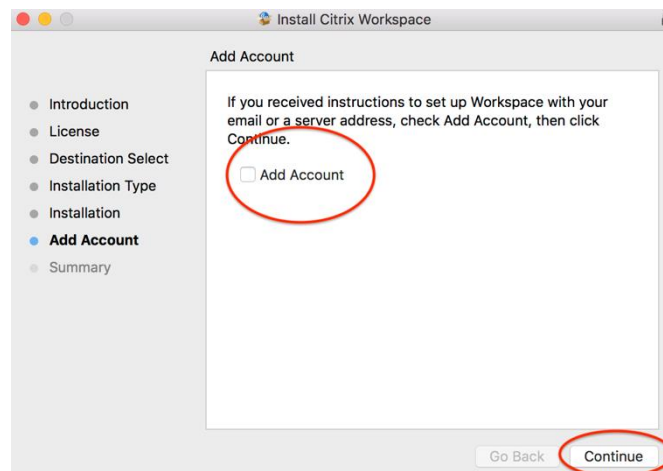 Install Citrix Workspace
Add Account
Introduction
License
Destination Select
Installation Type
Installation
Add Account
Summary
If you received instructions to set up Workspace with your
email or a server address, check Add Account, then click
Continue.
Add Account
Go Back
Continue